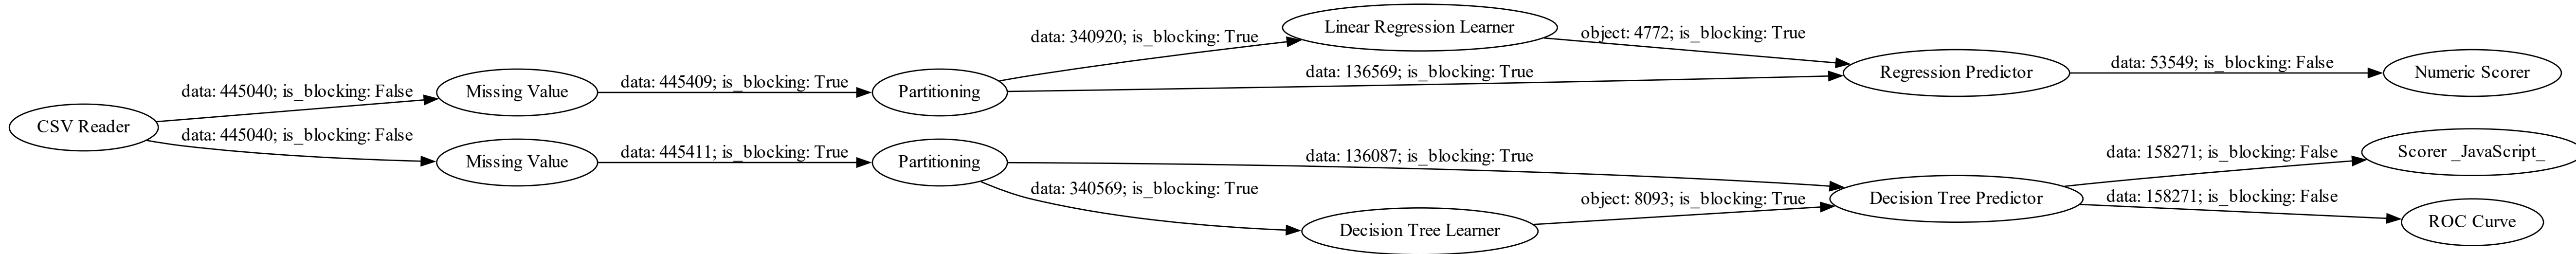 CSV Reader
data: 445040; is_blocking: False
data: 445040; is_blocking: False
Missing Value
Missing Value
data: 445409; is_blocking: True
data: 445411; is_blocking: True
Partitioning
Partitioning
data: 340920; is_blocking: True
data: 136569; is_blocking: True
data: 136087; is_blocking: True
data: 340569; is_blocking: True
Linear Regression Learner
Decision Tree Learner
object: 4772; is_blocking: True
object: 8093; is_blocking: True
Regression Predictor
Decision Tree Predictor
data: 53549; is_blocking: False
data: 158271; is_blocking: False
data: 158271; is_blocking: False
Numeric Scorer
Scorer _JavaScript_
ROC Curve